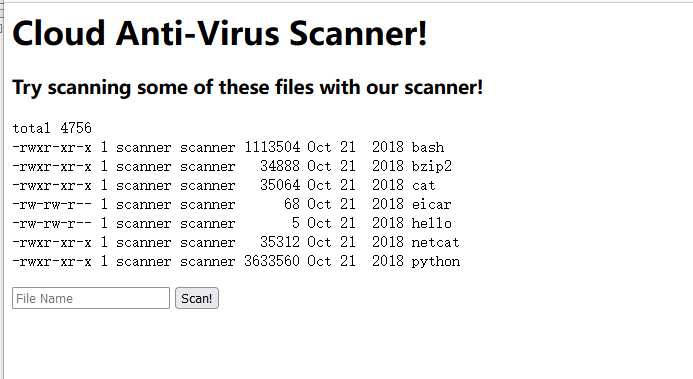 Cloud Anti-Virus Scanner!
Try scanning some of these files with our scanner!
total 4756
-rwxr-xr-x 1 scanner scanner 1113504 Oct 21  2018 bash
-rwxr-xr-x 1 scanner scanner   34888 Oct 21  2018 bzip2
-rwxr-xr-x 1 scanner scanner   35064 Oct 21  2018 cat
-rw-rw-r-- 1 scanner scanner      68 Oct 21  2018 eicar
-rw-rw-r-- 1 scanner scanner       5 Oct 21  2018 hello
-rwxr-xr-x 1 scanner scanner   35312 Oct 21  2018 netcat
-rwxr-xr-x 1 scanner scanner 3633560 Oct 21  2018 python
File Name Scan!